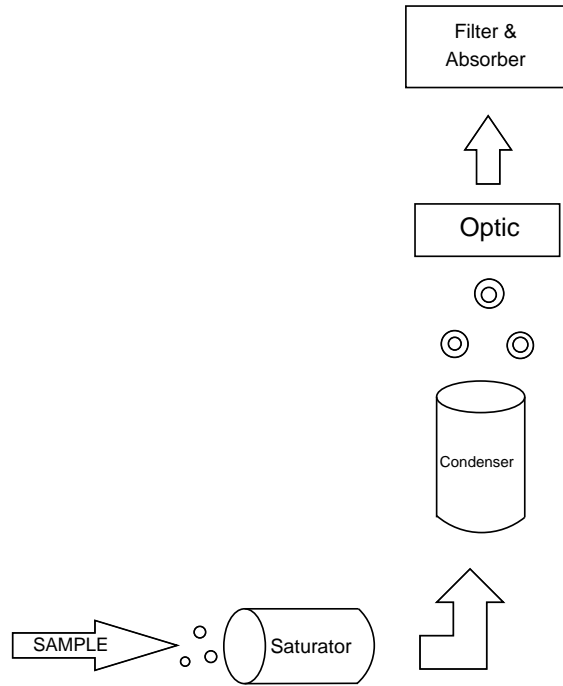 Filter &
Absorber
Optic
Condenser
SAMPLE
Saturator